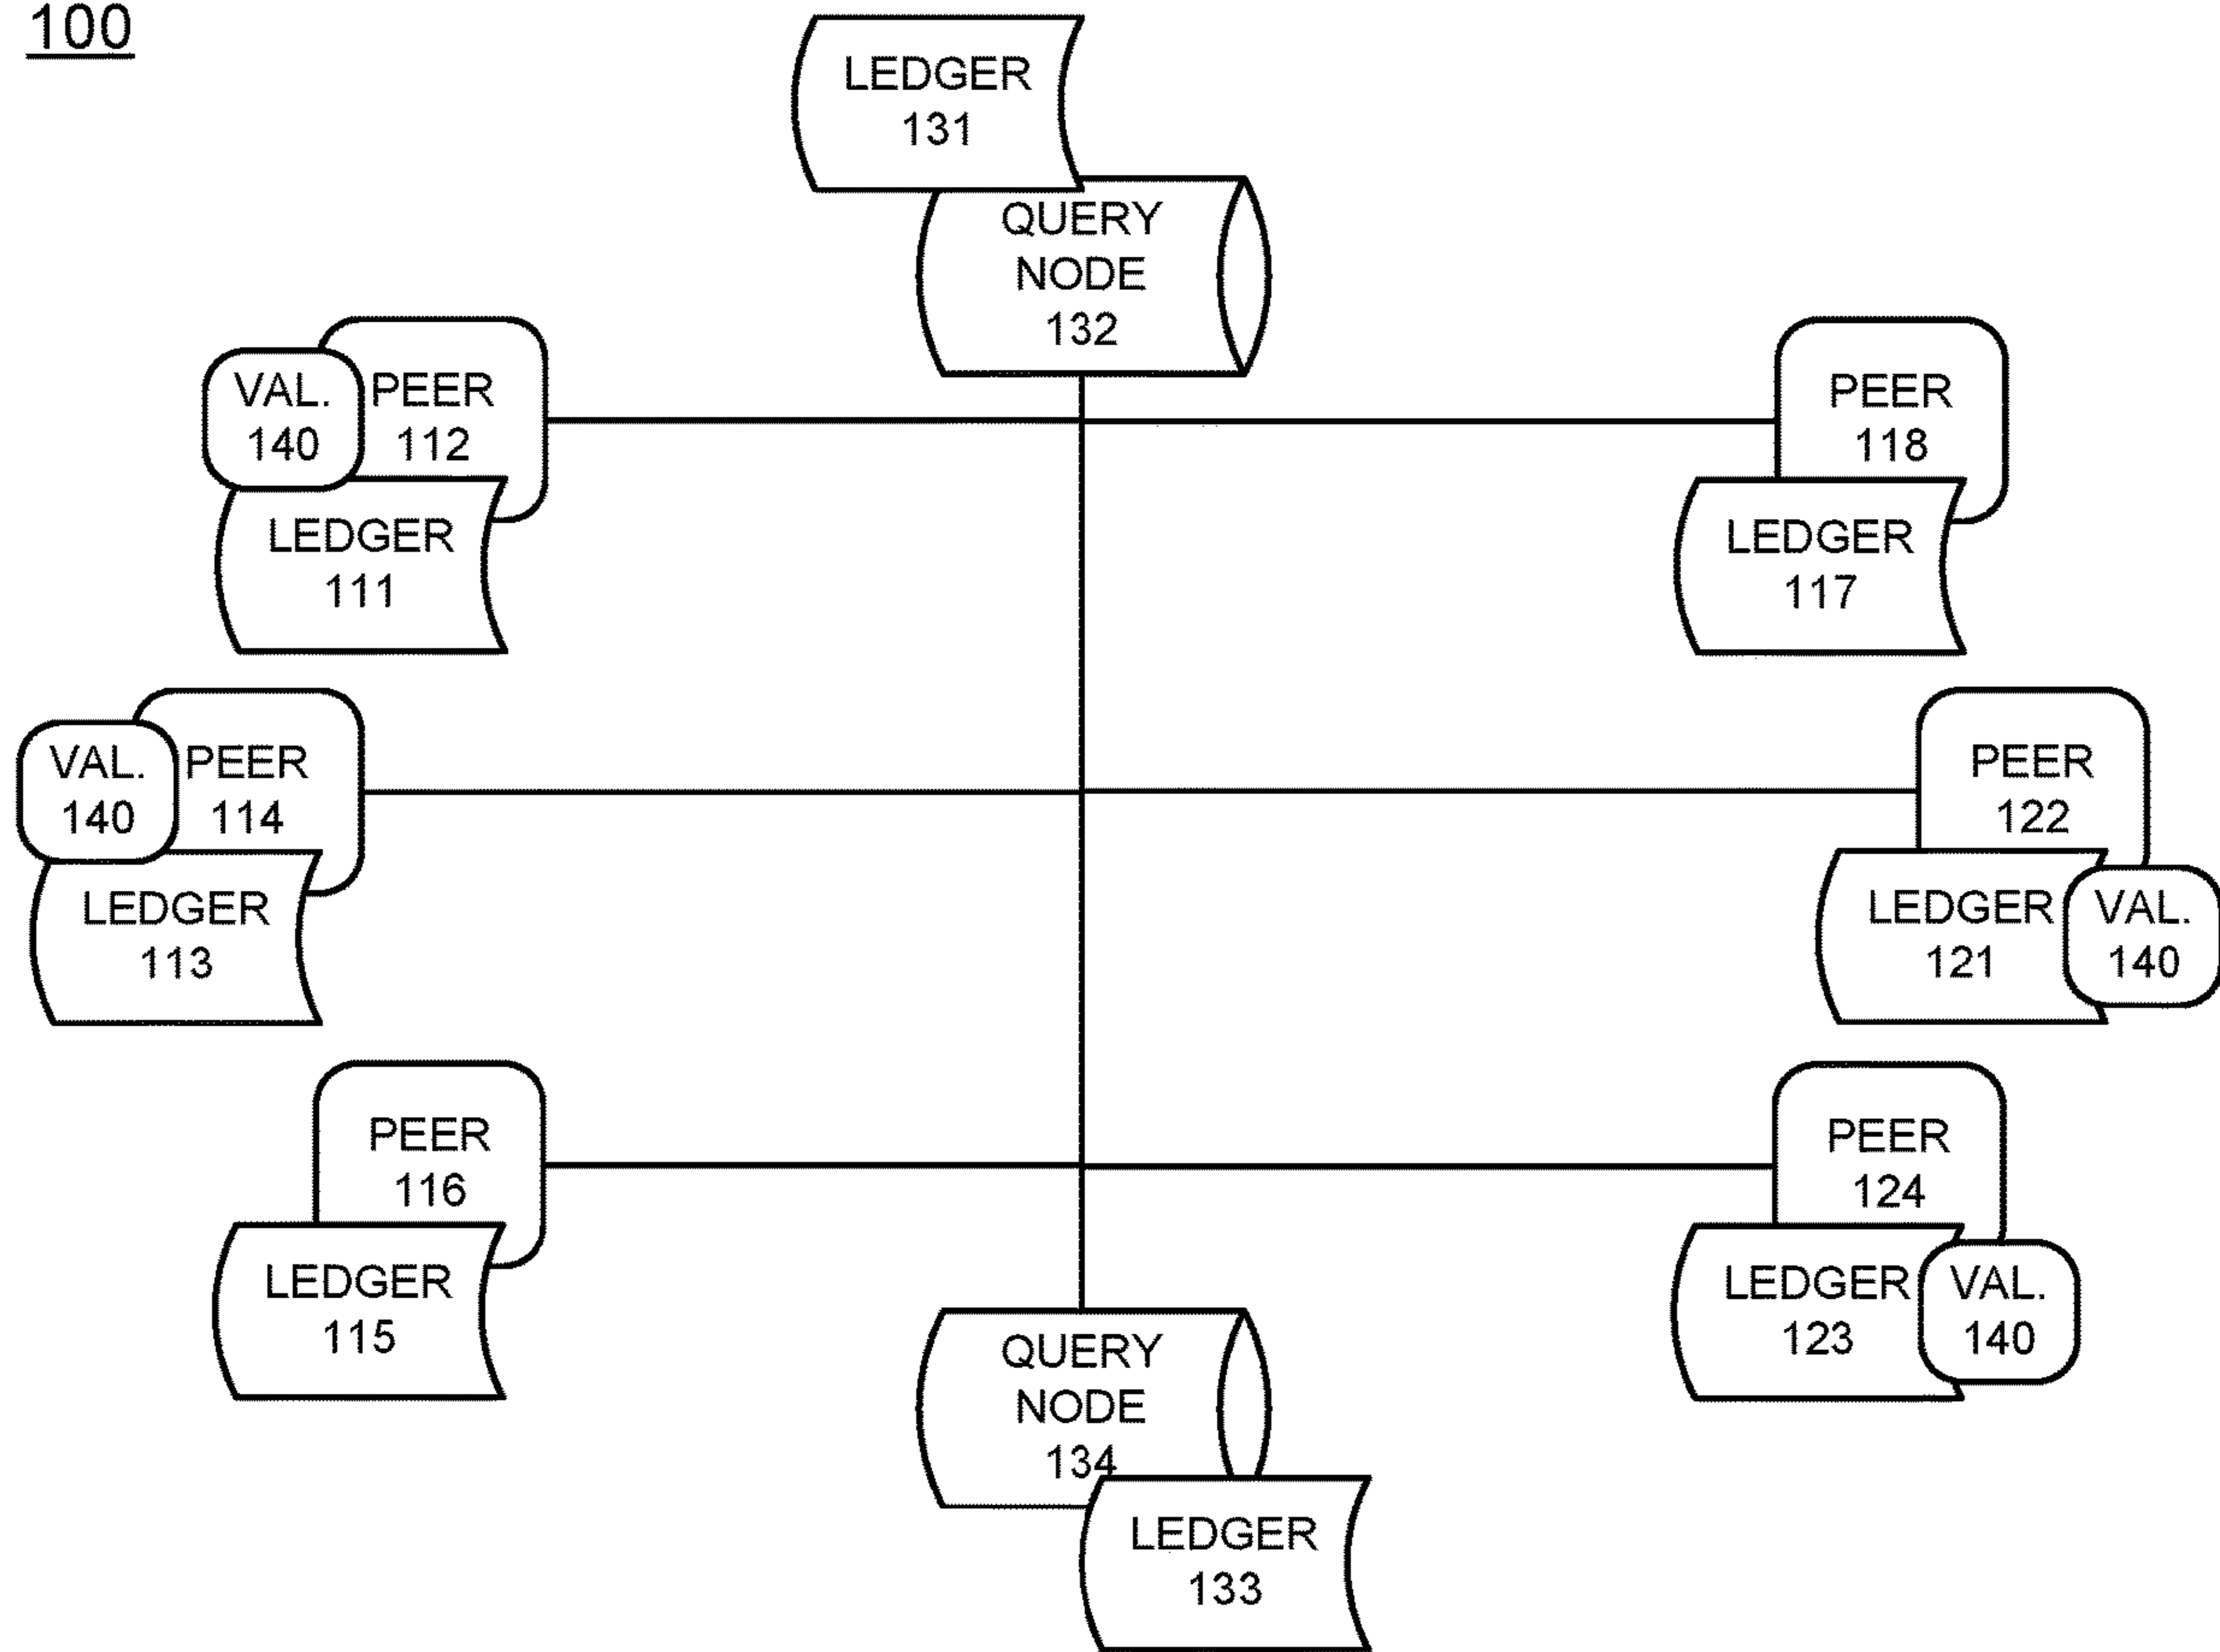 100
LEDGER
131
QUERY
NODE
132
VAL.
140
PEER
112
LEDGER
111
PEER
118
LEDGER
117
VAL.
140
PEER
114
LEDGER
113
PEER
122
LEDGER
121
VAL.
140
PEER
116
LEDGER
115
PEER
124
LEDGER
123
VAL.
140
QUERY
NODE
134
LEDGER
133